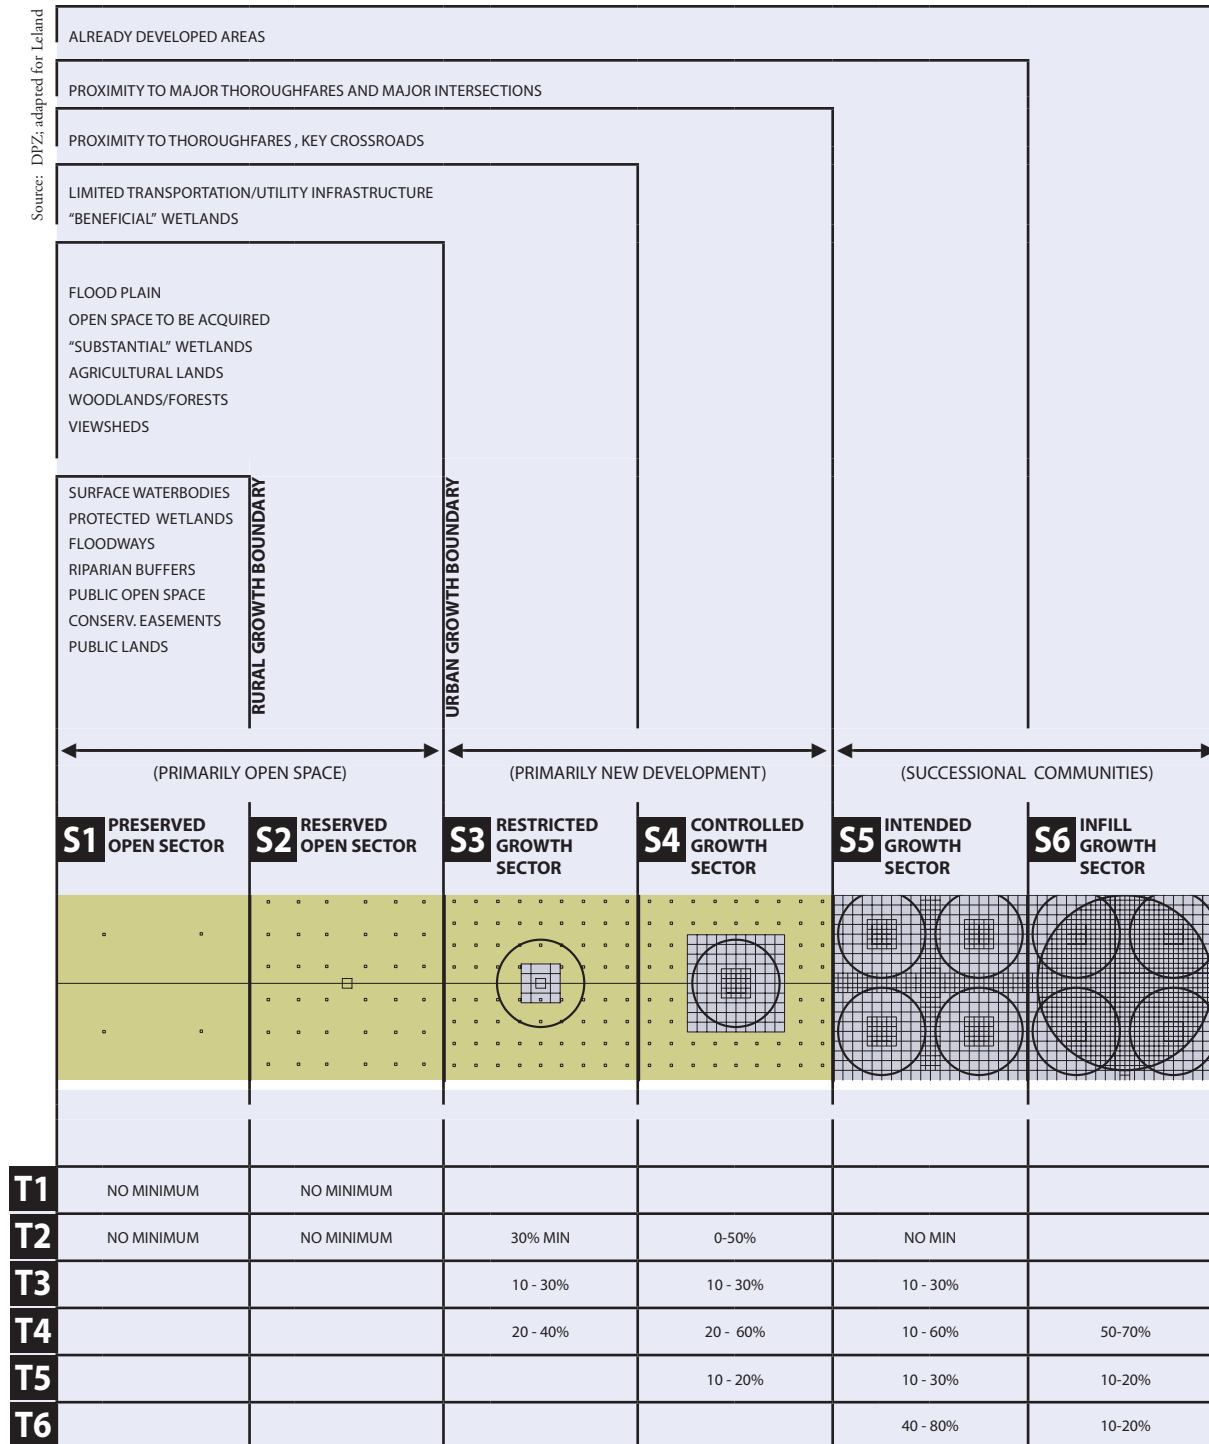 Source: DPZ; adapted for Leland
ALREADY DEVELOPED AREAS
PROXIMITY TO MAJOR THOROUGHFARES AND MAJOR INTERSECTIONS
PROXIMITY TO THOROUGHFARES , KEY CROSSROADS
LIMITED TRANSPORTATION/UTILITY INFRASTRUCTURE
“BENEFICIAL” WETLANDS
FLOOD PLAIN
OPEN SPACE TO BE ACQUIRED
“SUBSTANTIAL” WETLANDS
AGRICULTURAL LANDS
WOODLANDS/FORESTS
VIEWSHEDS
SURFACE WATERBODIES
PROTECTED WETLANDS
FLOODWAYS
RIPARIAN BUFFERS
PUBLIC OPEN SPACE
CONSERV. EASEMENTS
PUBLIC LANDS
RURAL GROWTH BOUNDARY
URBAN GROWTH BOUNDARY
(PRIMARILY OPEN SPACE)
(PRIMARILY NEW DEVELOPMENT)
(SUCCESSIONAL COMMUNITIES)
S1 PRESERVED
OPEN SECTOR
S2 RESERVED
OPEN SECTOR
S3 RESTRICTED
GROWTH
SECTOR
S4 CONTROLLED
GROWTH
SECTOR
S5 INTENDED
GROWTH
SECTOR
S6 INFILL
GROWTH
SECTOR
T1 NO MINIMUM NO MINIMUM
T2 NO MINIMUM NO MINIMUM 30% MIN 0-50% NO MIN
T3 10 - 30% 10 - 30% 10 - 30%
T4 20 - 40% 20 - 60% 10 - 60% 50-70%
T5 10 - 20% 10 - 30% 10-20%
T6 40 - 80% 10-20%